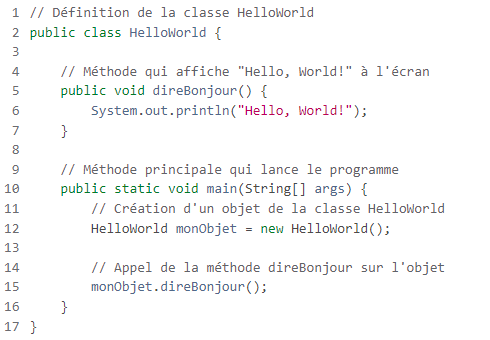 1 // Définition de la classe HelloWorld
2 public class HelloWorld {
3
4     // Méthode qui affiche "Hello, World!" à l'écran
5     public void direBonjour() {
6         System.out.println("Hello, World!");
7     }
8
9     // Méthode principale qui lance le programme
10     public static void main(String[] args) {
11         // Création d'un objet de la classe HelloWorld
12         HelloWorld monObjet = new HelloWorld();
13
14         // Appel de la méthode direBonjour sur l'objet
15         monObjet.direBonjour();
16     }
17 }